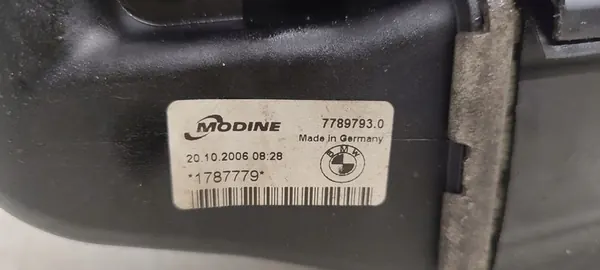 MODINE
7789793.0
Made in Germany
20.10.2006 08:28
BMW
*1787779*